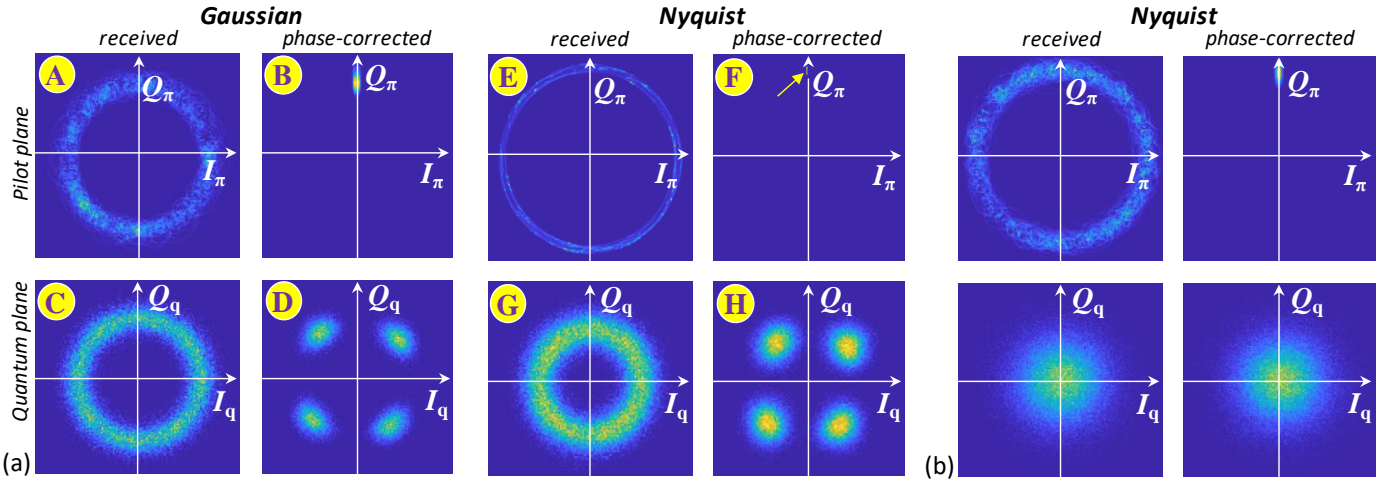 Gaussian Nyquist Nyquist
received phase-corrected received phase-corrected received phase-corrected
Pilot plane
A Qπ Iπ
B Qπ Iπ
E Qπ Iπ
F Qπ Iπ
Qπ Iπ
Qπ Iπ
Quantum plane
C Qq Iq
D Qq Iq
G Qq Iq
H Qq Iq
Qq Iq
Qq Iq
(a) (b)